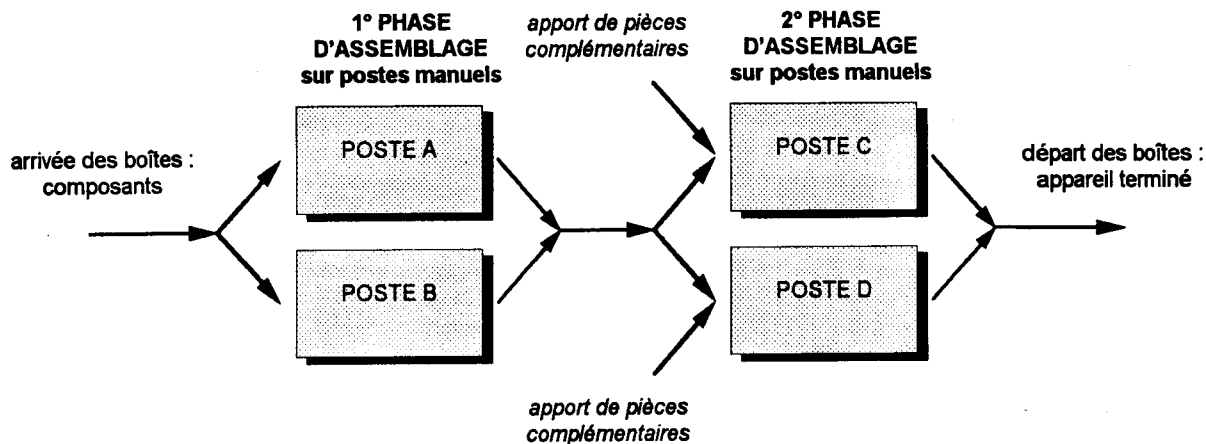 1° PHASE
D'ASSEMBLAGE
sur postes manuels
apport de pièces
complémentaires
2° PHASE
D'ASSEMBLAGE
sur postes manuels
arrivée des boîtes :
composants
POSTE A
POSTE B
POSTE C
POSTE D
départ des boîtes :
appareil terminé
apport de pièces
complémentaires